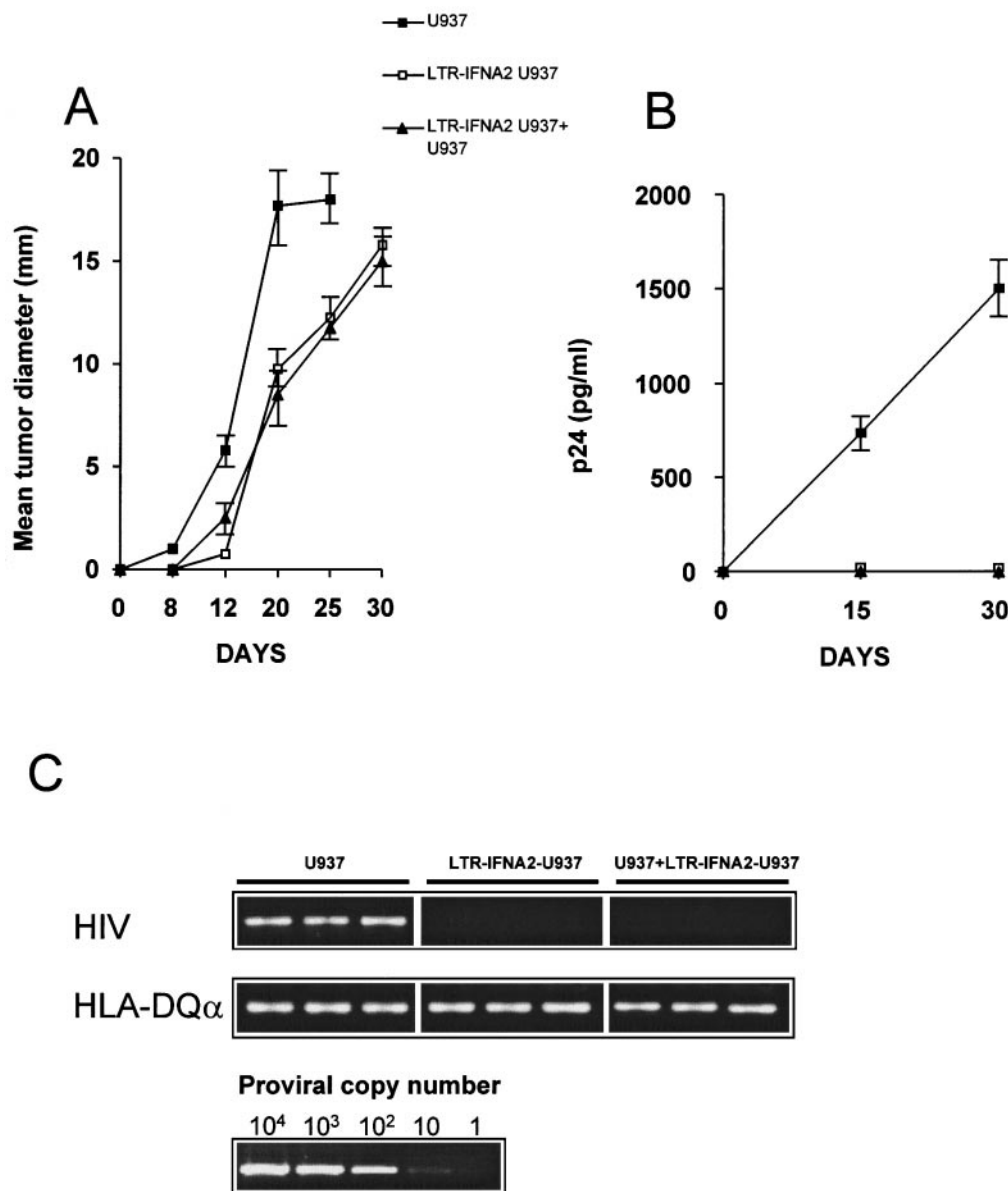 U937
LTR-IFNA2 U937
LTR-IFNA2 U937+
U937
A
Mean tumor diameter (mm)
20
15
10
5
0
0 8 12 20 25 30
DAYS
B
p24 (pg/ml)
2000
1500
1000
500
0
0 15 30
DAYS
C
U937 LTR-IFNA2-U937 U937+LTR-IFNA2-U937
HIV
HLA-DQα
Proviral copy number
10⁴ 10³ 10² 10 1